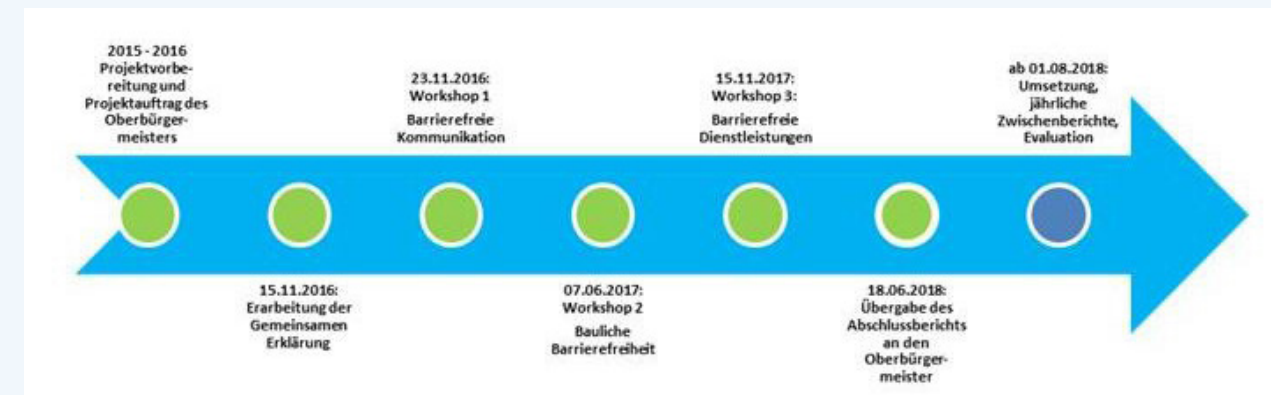 2015 - 2016
Projektvorbe-
reitung und
Projektauftrag des
Oberbürger-
meisters
15.11.2016:
Erarbeitung der
Gemeinsamen
Erklärung
23.11.2016:
Workshop 1
Barrierefreie
Kommunikation
07.06.2017:
Workshop 2
Bauliche
Barrierefreiheit
15.11.2017:
Workshop 3:
Barrierefreie
Dienstleistungen
18.06.2018:
Übergabe des
Abschlussberichts
an den
Oberbürger-
meister
ab 01.08.2018:
Umsetzung,
jährliche
Zwischenberichte,
Evaluation